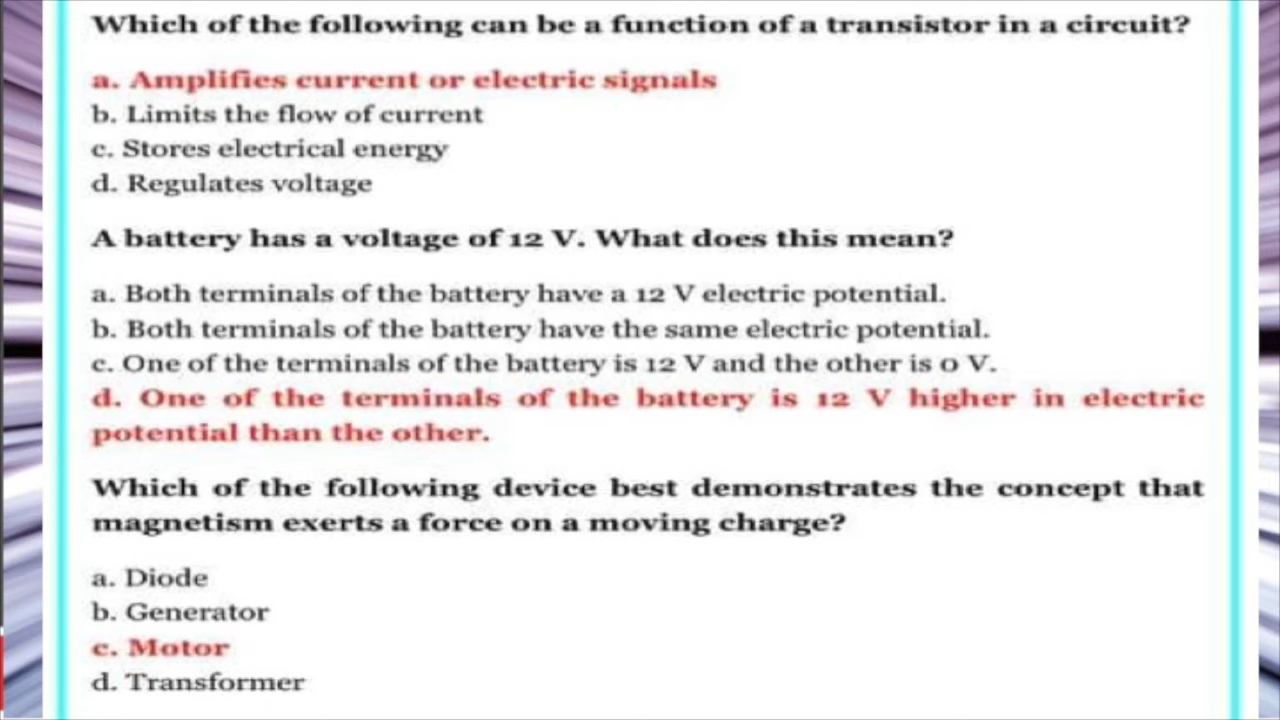 Which of the following can be a function of a transistor in a circuit?
a. Amplifies current or electric signals
b. Limits the flow of current
c. Stores electrical energy
d. Regulates voltage
A battery has a voltage of 12 V. What does this mean?
a. Both terminals of the battery have a 12 V electric potential.
b. Both terminals of the battery have the same electric potential.
c. One of the terminals of the battery is 12 V and the other is 0 V.
d. One of the terminals of the battery is 12 V higher in electric
potential than the other.
Which of the following device best demonstrates the concept that
magnetism exerts a force on a moving charge?
a. Diode
b. Generator
c. Motor
d. Transformer